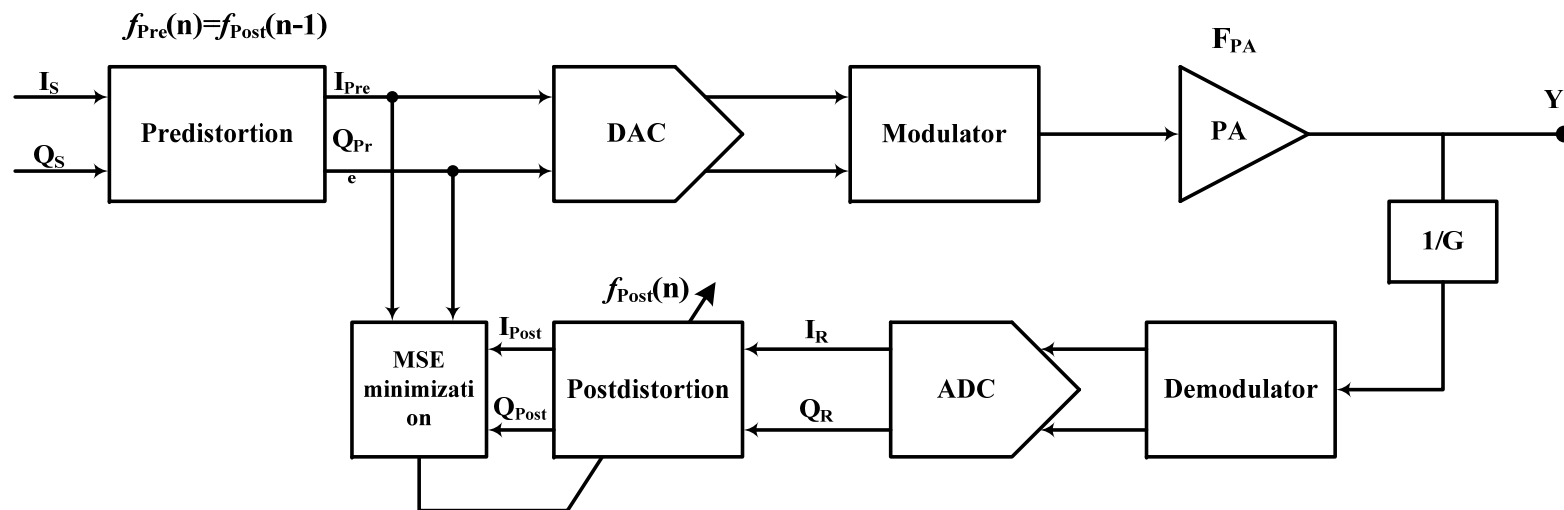 fPre(n)=fPost(n-1)
FPA
IS
IPre
Y
Predistortion
DAC
Modulator
PA
QS
QPr
e
1/G
fPost(n)
IPost
IR
MSE
minimizati
on
Postdistortion
ADC
Demodulator
QPost
QR